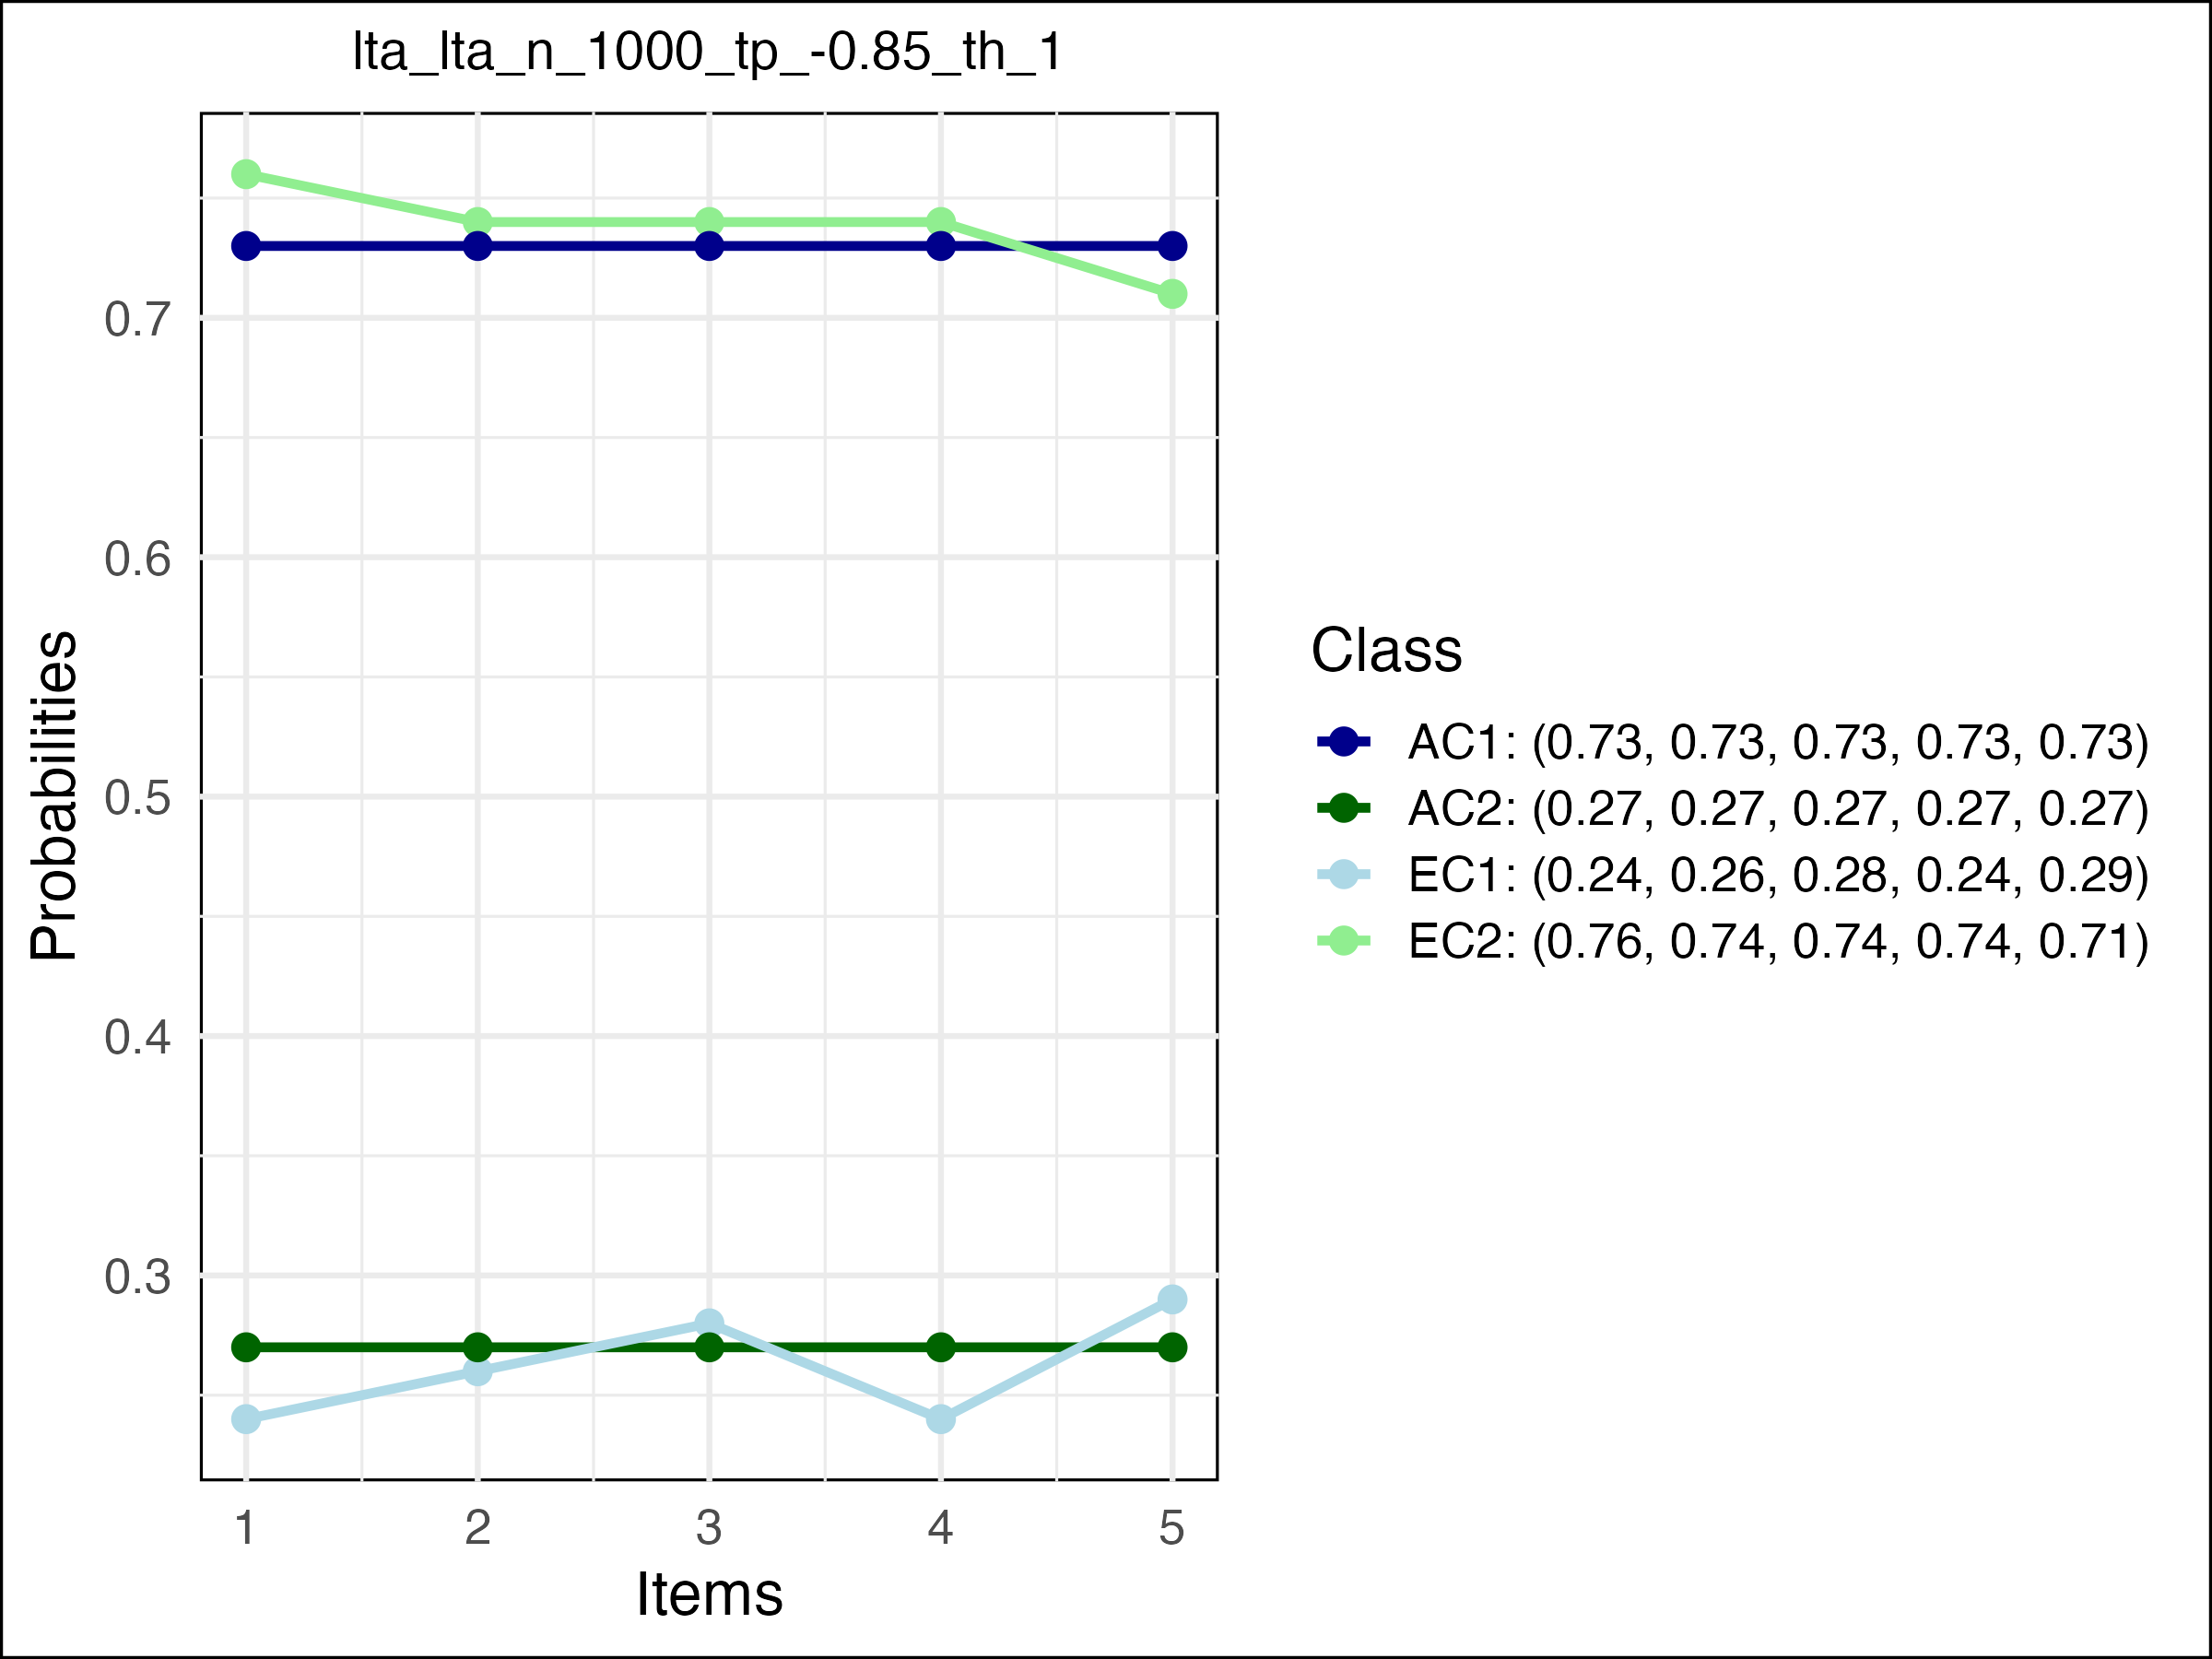 lta_lta_n_1000_tp_-0.85_th_1
Probabilities
0.7
0.6
0.5
0.4
0.3
1 2 3 4 5
Items
Class
AC1: (0.73, 0.73, 0.73, 0.73, 0.73)
AC2: (0.27, 0.27, 0.27, 0.27, 0.27)
EC1: (0.24, 0.26, 0.28, 0.24, 0.29)
EC2: (0.76, 0.74, 0.74, 0.74, 0.71)